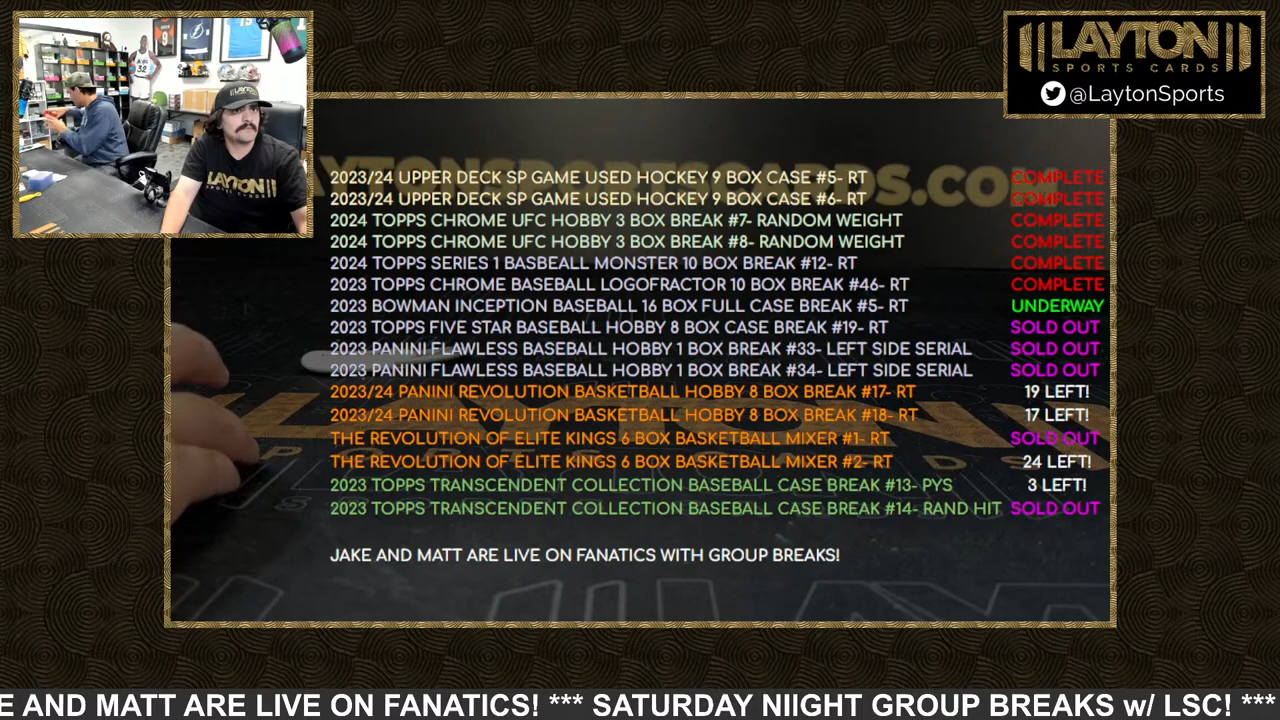 LAYTON
SPORTS CARDS
@LaytonSports
LAYTON
AYTONSPORTSCARDS.CO
2023/24 UPPER DECK SP GAME USED HOCKEY 9 BOX CASE #5- RT COMPLETE
2023/24 UPPER DECK SP GAME USED HOCKEY 9 BOX CASE #6- RT COMPLETE
2024 TOPPS CHROME UFC HOBBY 3 BOX BREAK #7- RANDOM WEIGHT COMPLETE
2024 TOPPS CHROME UFC HOBBY 3 BOX BREAK #8- RANDOM WEIGHT COMPLETE
2024 TOPPS SERIES 1 BASBEALL MONSTER 10 BOX BREAK #12- RT COMPLETE
2023 TOPPS CHROME BASEBALL LOGOFRACTOR 10 BOX BREAK #46- RT COMPLETE
2023 BOWMAN INCEPTION BASEBALL 16 BOX FULL CASE BREAK #5- RT UNDERWAY
2023 TOPPS FIVE STAR BASEBALL HOBBY 8 BOX CASE BREAK #19- RT SOLD OUT
2023 PANINI FLAWLESS BASEBALL HOBBY 1 BOX BREAK #33- LEFT SIDE SERIAL SOLD OUT
2023 PANINI FLAWLESS BASEBALL HOBBY 1 BOX BREAK #34- LEFT SIDE SERIAL SOLD OUT
2023/24 PANINI REVOLUTION BASKETBALL HOBBY 8 BOX BREAK #17- RT 19 LEFT!
2023/24 PANINI REVOLUTION BASKETBALL HOBBY 8 BOX BREAK #18- RT 17 LEFT!
THE REVOLUTION OF ELITE KINGS 6 BOX BASKETBALL MIXER #1- RT SOLD OUT
THE REVOLUTION OF ELITE KINGS 6 BOX BASKETBALL MIXER #2- RT 24 LEFT!
2023 TOPPS TRANSCENDENT COLLECTION BASEBALL CASE BREAK #13- PYS 3 LEFT!
2023 TOPPS TRANSCENDENT COLLECTION BASEBALL CASE BREAK #14- RAND HIT SOLD OUT
JAKE AND MATT ARE LIVE ON FANATICS WITH GROUP BREAKS!
E AND MATT ARE LIVE ON FANATICS! *** SATURDAY NIIGHT GROUP BREAKS w/ LSC! ***